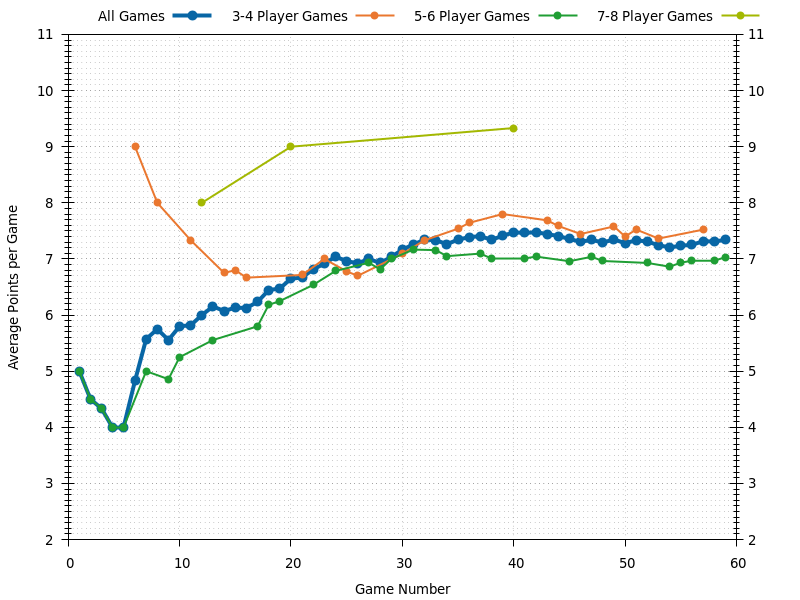 All Games 3-4 Player Games 5-6 Player Games 7-8 Player Games
11 11
10 10
9 9
8 8
7 7
6 6
5 5
4 4
3 3
2 2
Average Points per Game
0 10 20 30 40 50 60
Game Number